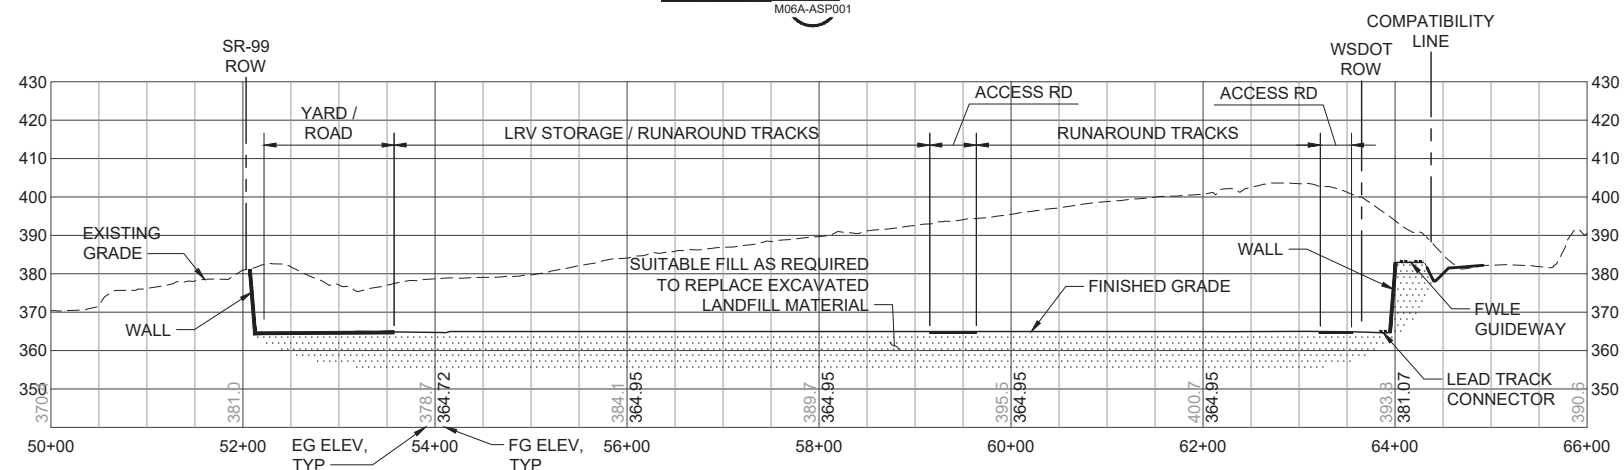 M06A-ASP001
COMPATIBILITY
LINE
SR-99
ROW
WSDOT
ROW
430
430
ACCESS RD
ACCESS RD
YARD /
ROAD
420
420
LRV STORAGE / RUNAROUND TRACKS
RUNAROUND TRACKS
410
410
400
400
EXISTING
GRADE
390
390
WALL
SUITABLE FILL AS REQUIRED
TO REPLACE EXCAVATED
LANDFILL MATERIAL
380
380
FINISHED GRADE
370
370
WALL
FWLE
GUIDEWAY
360
360
LEAD TRACK
CONNECTOR
350
350
381.0
378.7
364.72
384.1
364.95
389.7
364.95
395.5
364.95
400.7
364.95
393.8
381.07
390.6
50+00
52+00
54+00
56+00
58+00
60+00
62+00
64+00
66+00
EG ELEV,
TYP
FG ELEV,
TYP